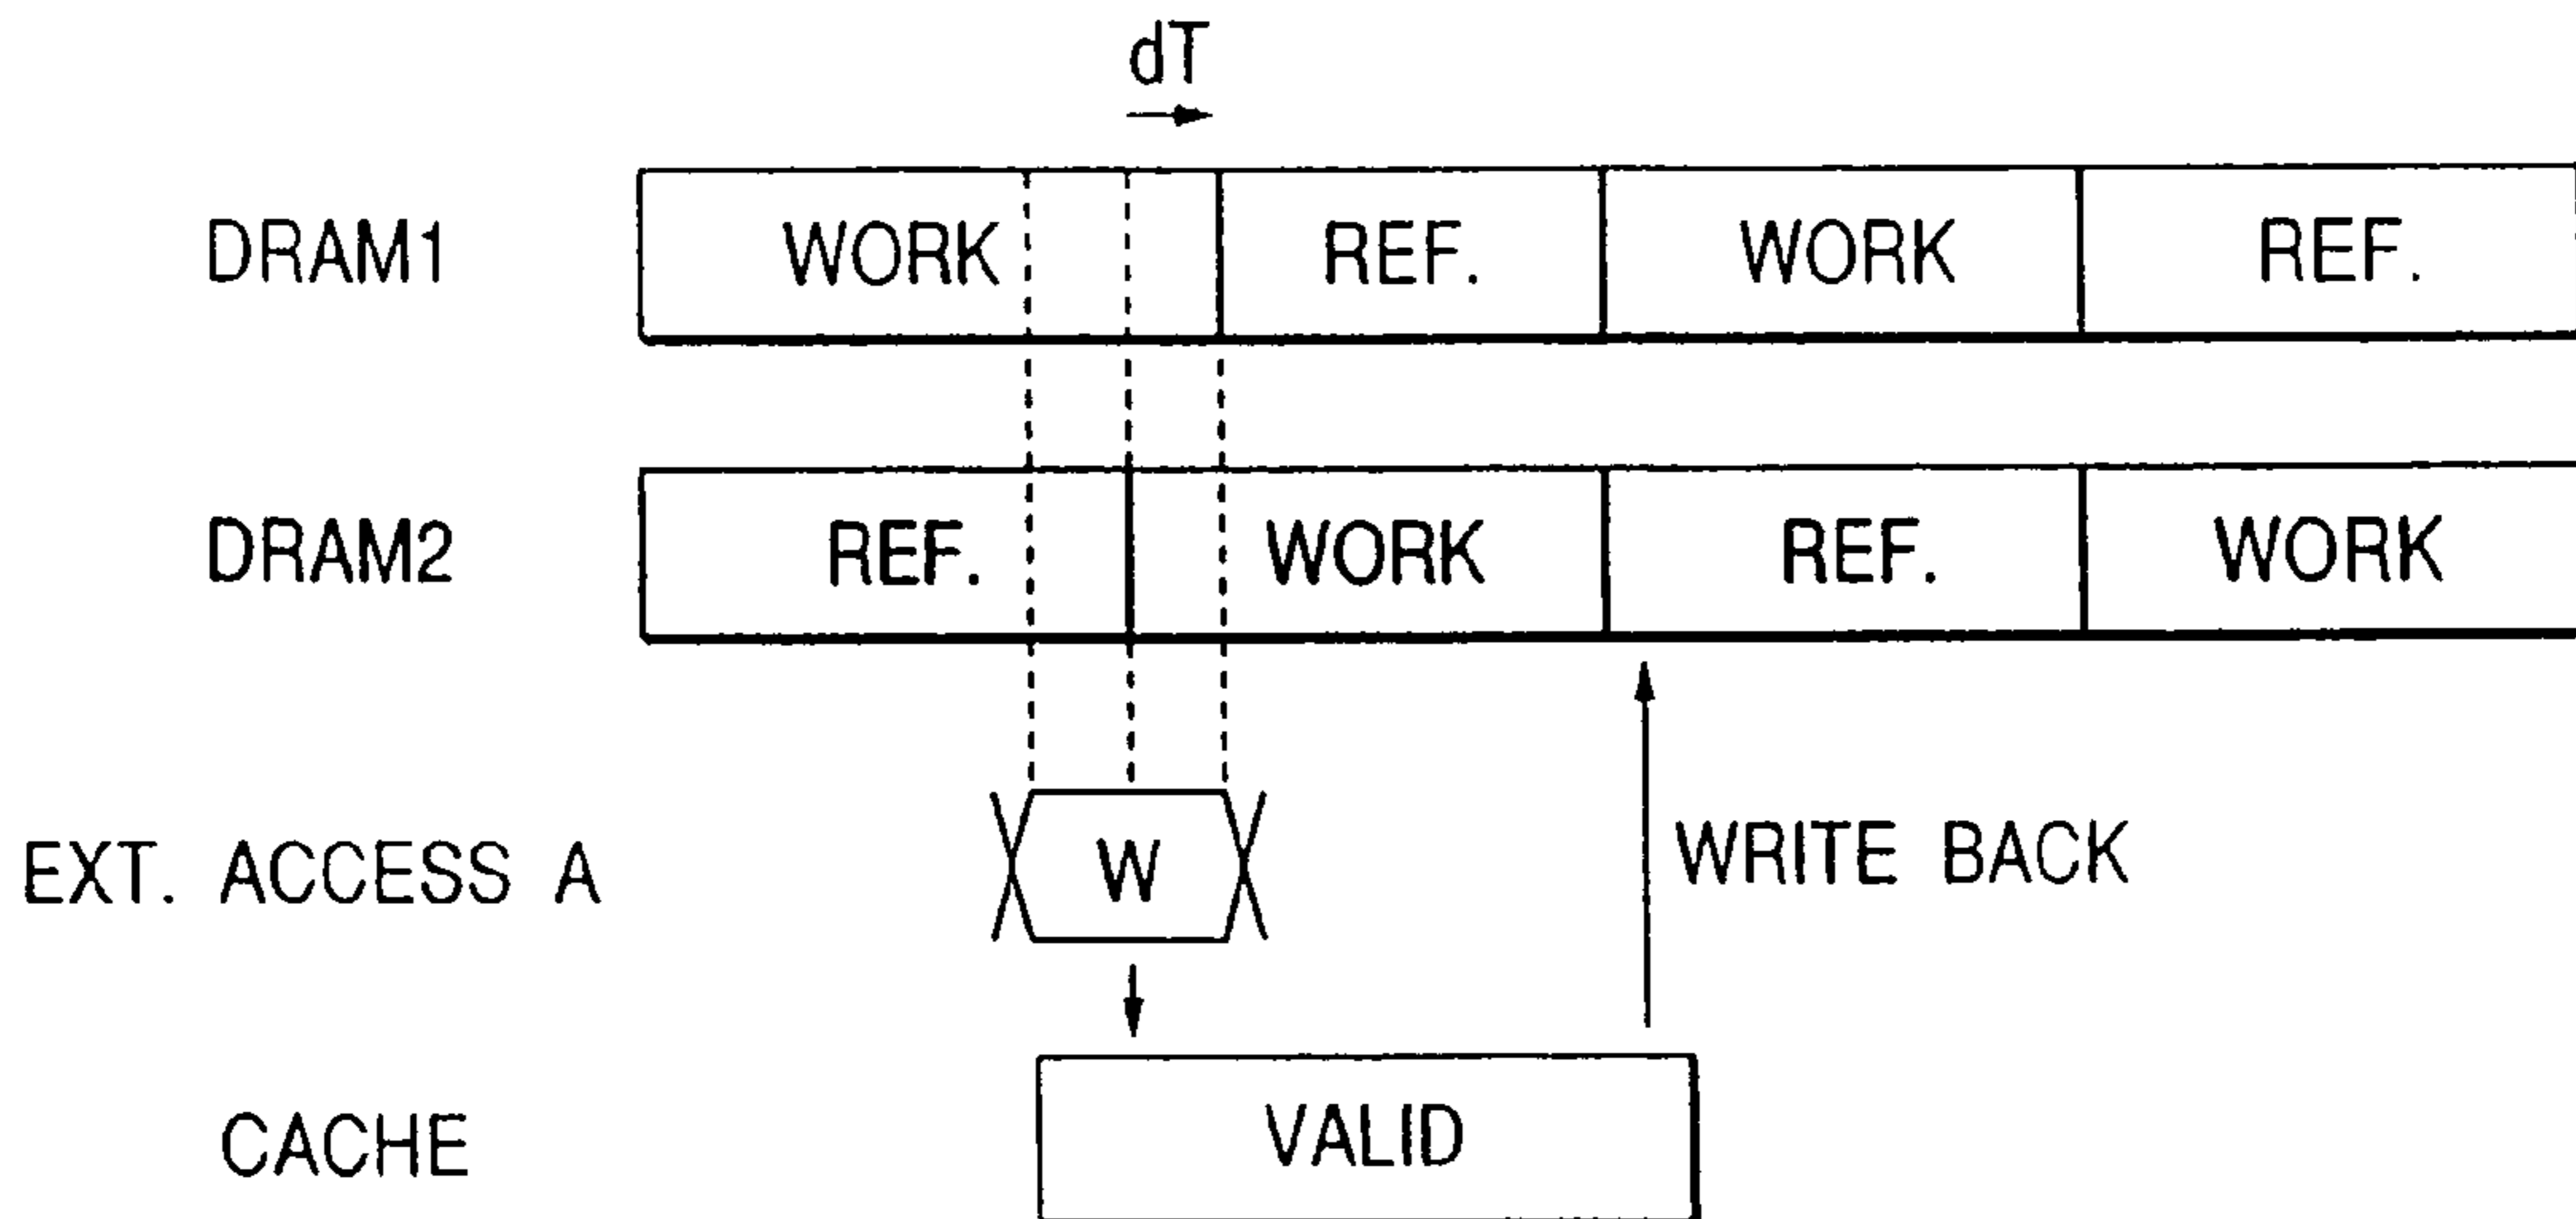 dT
DRAM1 WORK REF. WORK REF.
DRAM2 REF. WORK REF. WORK
EXT. ACCESS A W WRITE BACK
CACHE VALID